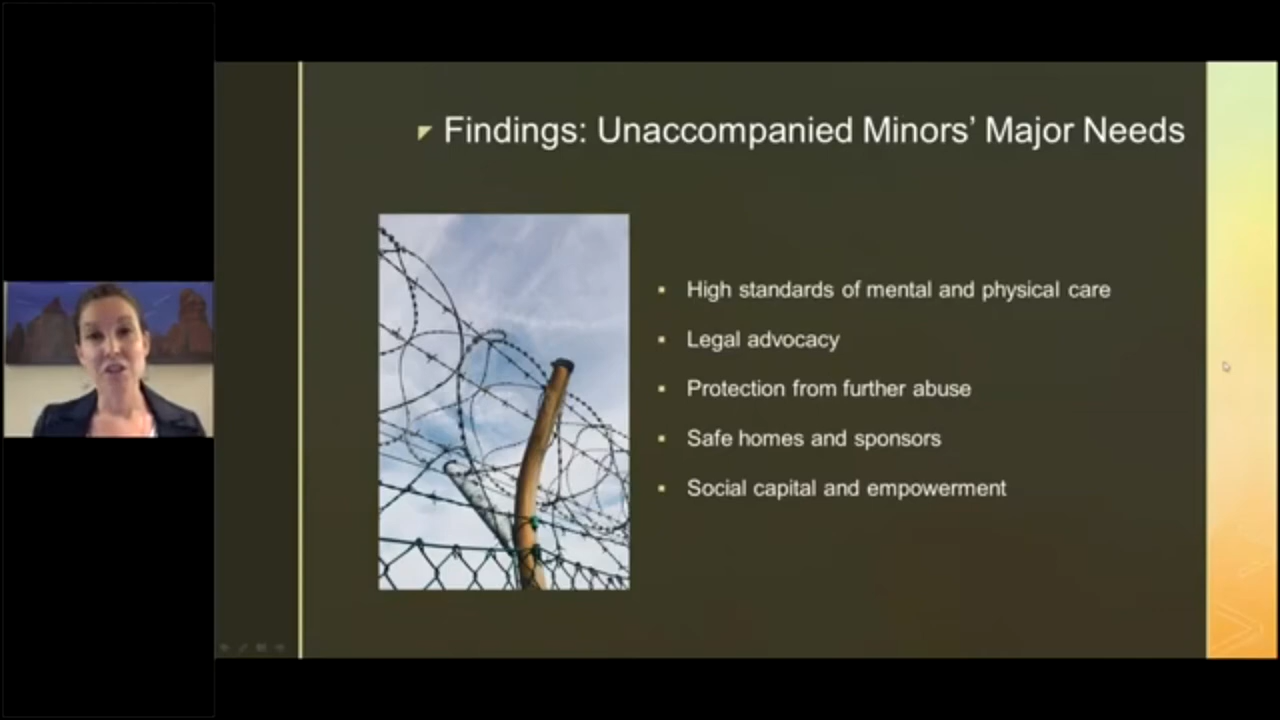 Findings: Unaccompanied Minors’ Major Needs
High standards of mental and physical care
Legal advocacy
Protection from further abuse
Safe homes and sponsors
Social capital and empowerment